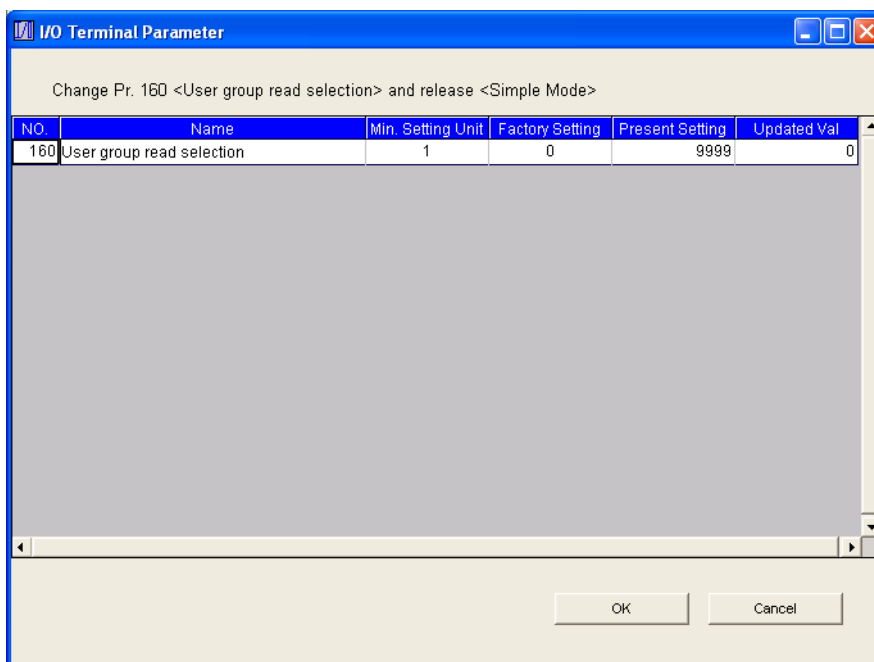 I/O Terminal Parameter
Change Pr. 160 <User group read selection> and release <Simple Mode>
NO. Name Min. Setting Unit Factory Setting Present Setting Updated Val
160 User group read selection 1 0 9999 0
OK Cancel